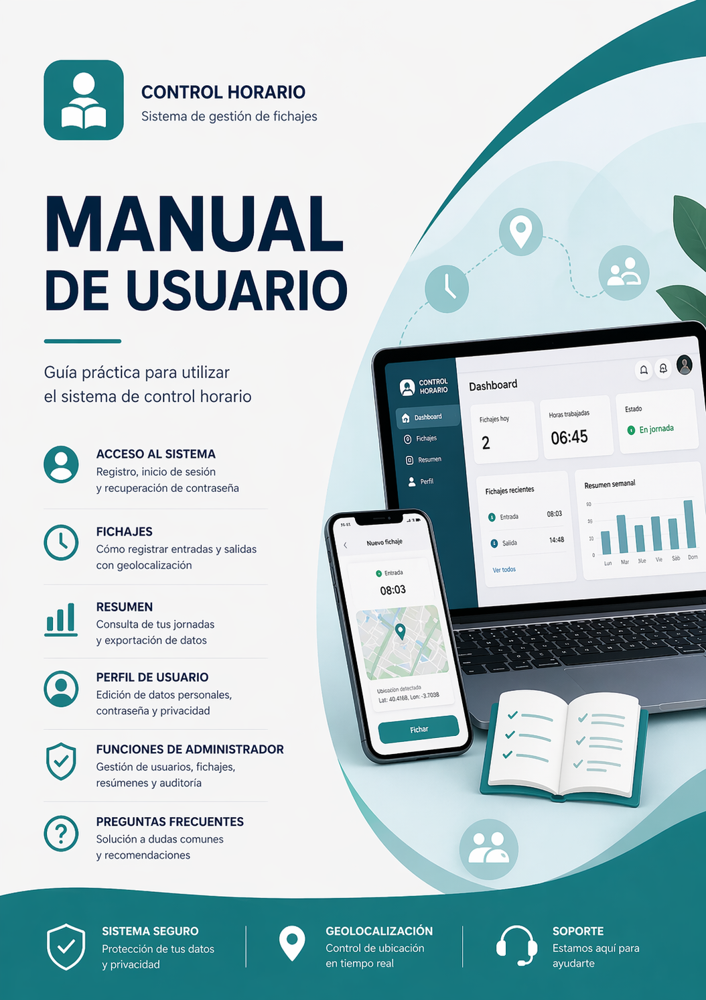 CONTROL HORARIO
Sistema de gestión de fichajes
MANUAL
DE USUARIO
Guía práctica para utilizar
el sistema de control horario
ACCESO AL SISTEMA
Registro, inicio de sesión
y recuperación de contraseña
FICHAJES
Cómo registrar entradas y salidas
con geolocalización
RESUMEN
Consulta de tus jornadas
y exportación de datos
PERFIL DE USUARIO
Edición de datos personales,
contraseña y privacidad
FUNCIONES DE ADMINISTRADOR
Gestión de usuarios, fichajes,
resúmenes y auditoría
PREGUNTAS FRECUENTES
Solución a dudas comunes
y recomendaciones
CONTROL
HORARIO
Dashboard
Fichajes
Resumen
Perfil
Dashboard
Fichajes hoy
2
Horas trabajadas
06:45
Estado
En jornada
Fichajes recientes
Entrada 08:03
Salida 14:48
Ver todos
Resumen semanal
0
Lun Mar Vie Sáb Dom
Nuevo fichaje
Entrada
08:03
Ubicación detectada
Lat: 40.4168, Lon: -3.7038
Fichar
SISTEMA SEGURO
Protección de tus datos
y privacidad
GEOLOCALIZACIÓN
Control de ubicación
en tiempo real
SOPORTE
Estamos aquí para
ayudarte